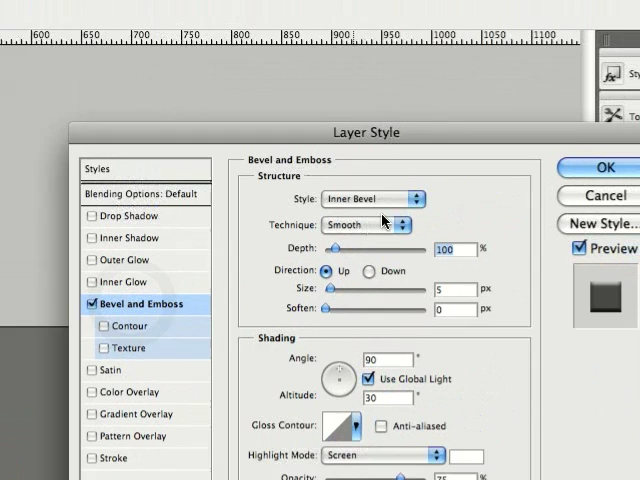 600 650 700 750 800 850 900 950 1000 1050 1100
Layer Style
Styles
Blending Options: Default
Drop Shadow
Inner Shadow
Outer Glow
Inner Glow
Bevel and Emboss
Contour
Texture
Satin
Color Overlay
Gradient Overlay
Pattern Overlay
Stroke
Bevel and Emboss
Structure
Style: Inner Bevel
Technique: Smooth
Depth: 100 %
Direction: Up Down
Size: 5 px
Soften: 0 px
Shading
Angle: 90 °
Use Global Light
Altitude: 30 °
Gloss Contour: Anti-aliased
Highlight Mode: Screen
Opacity: 75 %
OK
Cancel
New Style...
Preview
fx Sty
To